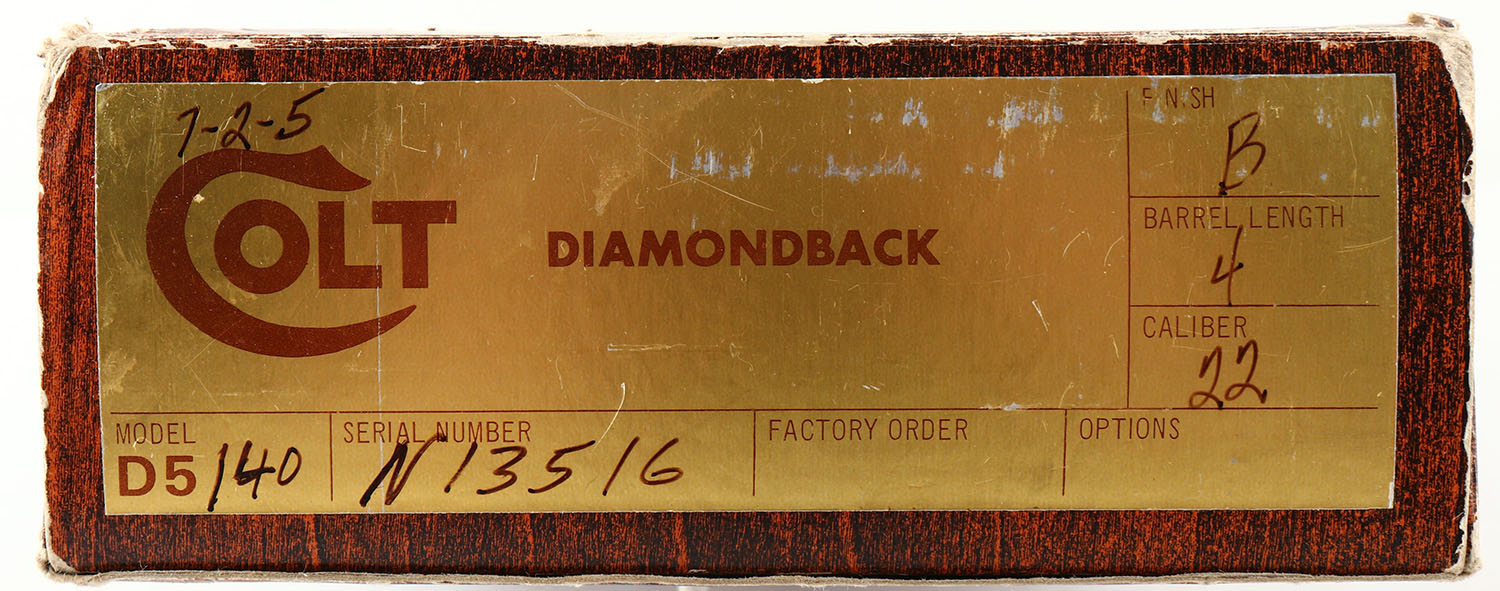 7-2-5
COLT
DIAMONDBACK
FINISH
B
BARREL LENGTH
4
CALIBER
22
MODEL
D5140
SERIAL NUMBER
N13516
FACTORY ORDER
OPTIONS